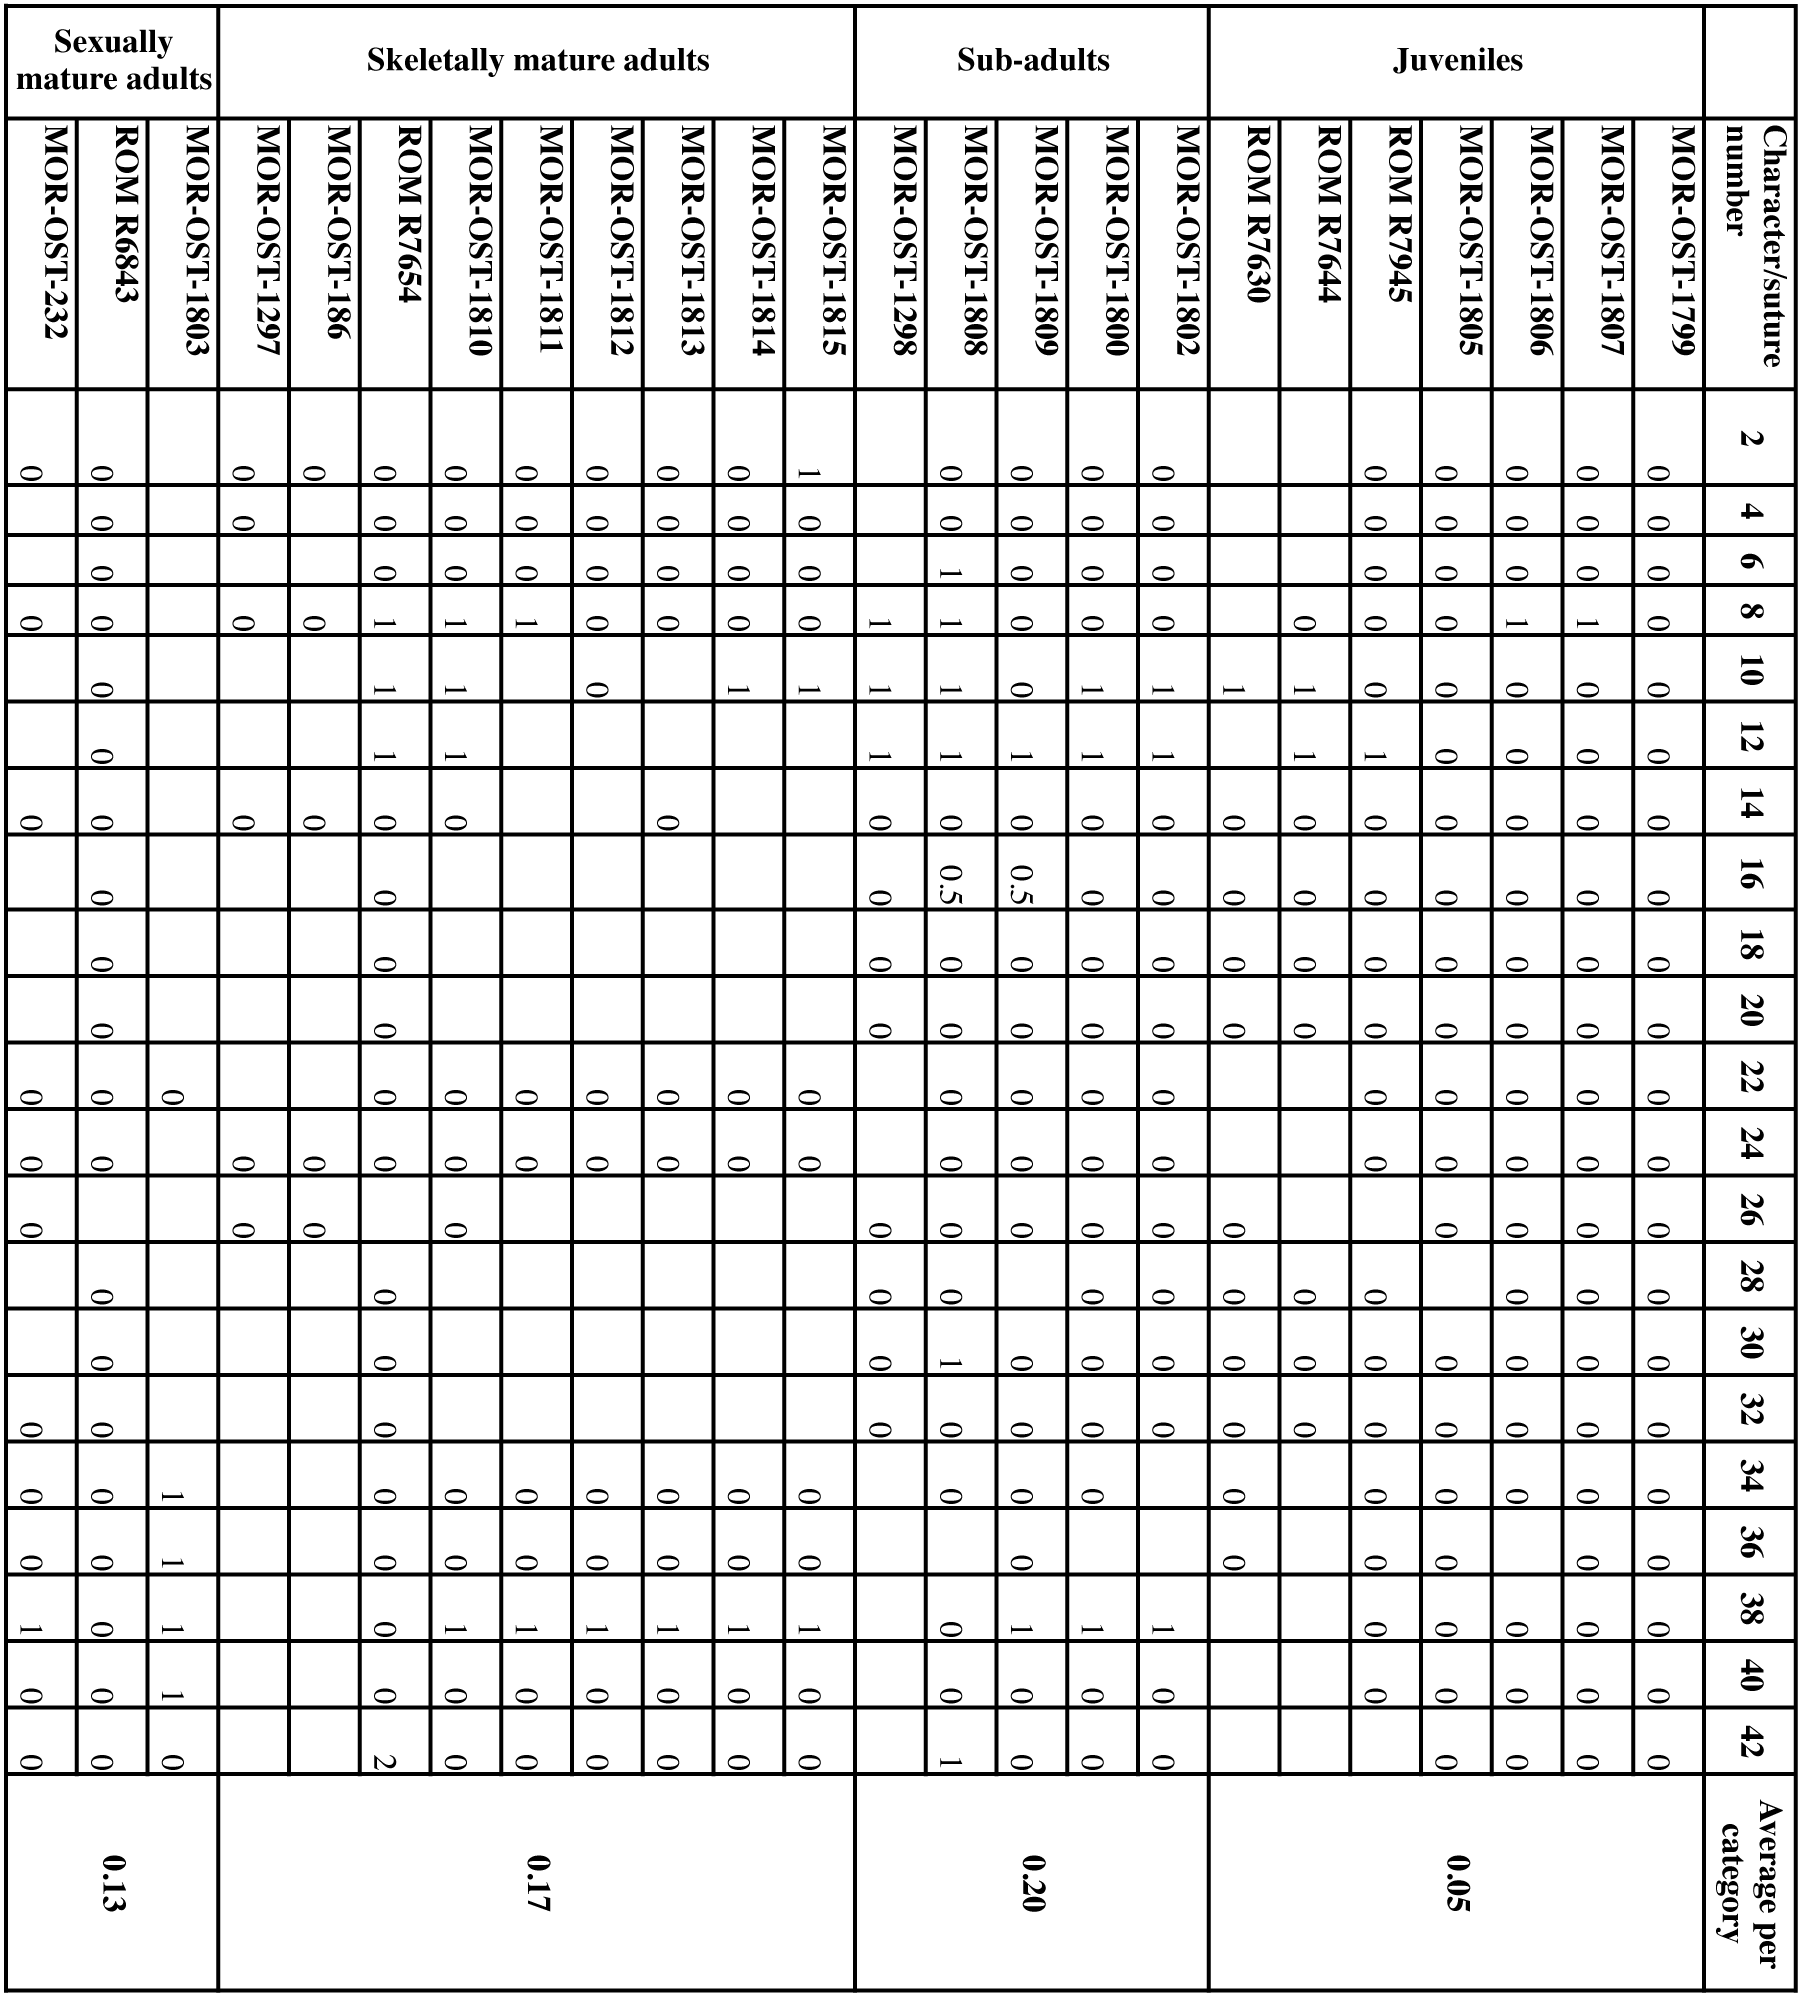 Character/suture number 2 4 6 8 10 12 14 16 18 20 22 24 26 28 30 32 34 36 38 40 42 Average per category
Juveniles
MOR-OST-1799 0 0 0 0 0 0 0 0 0 0 0 0 0 0 0 0 0 0 0 0 0
MOR-OST-1807 0 0 0 1 0 0 0 0 0 0 0 0 0 0 0 0 0 0 0 0 0
MOR-OST-1806 0 0 0 1 0 0 0 0 0 0 0 0 0 0 0 0 0 0 0 0
MOR-OST-1805 0 0 0 0 0 0 0 0 0 0 0 0 0 0 0 0 0 0 0 0
ROM R7945 0 0 0 0 0 1 0 0 0 0 0 0 0 0 0 0 0 0 0
ROM R7644 0 1 1 0 0 0 0 0 0 0
ROM R7630 1 0 0 0 0 0 0 0 0 0 0
0.05
Sub-adults
MOR-OST-1802 0 0 0 0 1 1 0 0 0 0 0 0 0 0 0 0 1 0 0
MOR-OST-1800 0 0 0 0 1 1 0 0 0 0 0 0 0 0 0 0 0 1 0 0
MOR-OST-1809 0 0 0 0 0 1 0 0.5 0 0 0 0 0 0 0 0 0 1 0 0
MOR-OST-1808 0 0 1 1 1 1 0 0.5 0 0 0 0 0 0 1 0 0 0 0 1
MOR-OST-1298 1 1 1 0 0 0 0 0 0 0 0
0.20
Skeletally mature adults
MOR-OST-1815 1 0 0 0 1 0 0 0 0 1 0 0
MOR-OST-1814 0 0 0 0 1 0 0 0 0 1 0 0
MOR-OST-1813 0 0 0 0 0 0 0 0 0 1 0 0
MOR-OST-1812 0 0 0 0 0 0 0 0 0 1 0 0
MOR-OST-1811 0 0 0 1 0 0 0 0 1 0 0
MOR-OST-1810 0 0 0 1 1 1 0 0 0 0 0 0 1 0 0
ROM R7654 0 0 0 1 1 1 0 0 0 0 0 0 0 0 0 0 0 0 0 2
MOR-OST-186 0 0 0 0 0
MOR-OST-1297 0 0 0 0 0 0
0.17
Sexually
mature adults
MOR-OST-1803 0 1 1 1 1 0
ROM R6843 0 0 0 0 0 0 0 0 0 0 0 0 0 0 0 0 0 0 0 0
MOR-OST-232 0 0 0 0 0 0 0 0 0 1 0 0
0.13